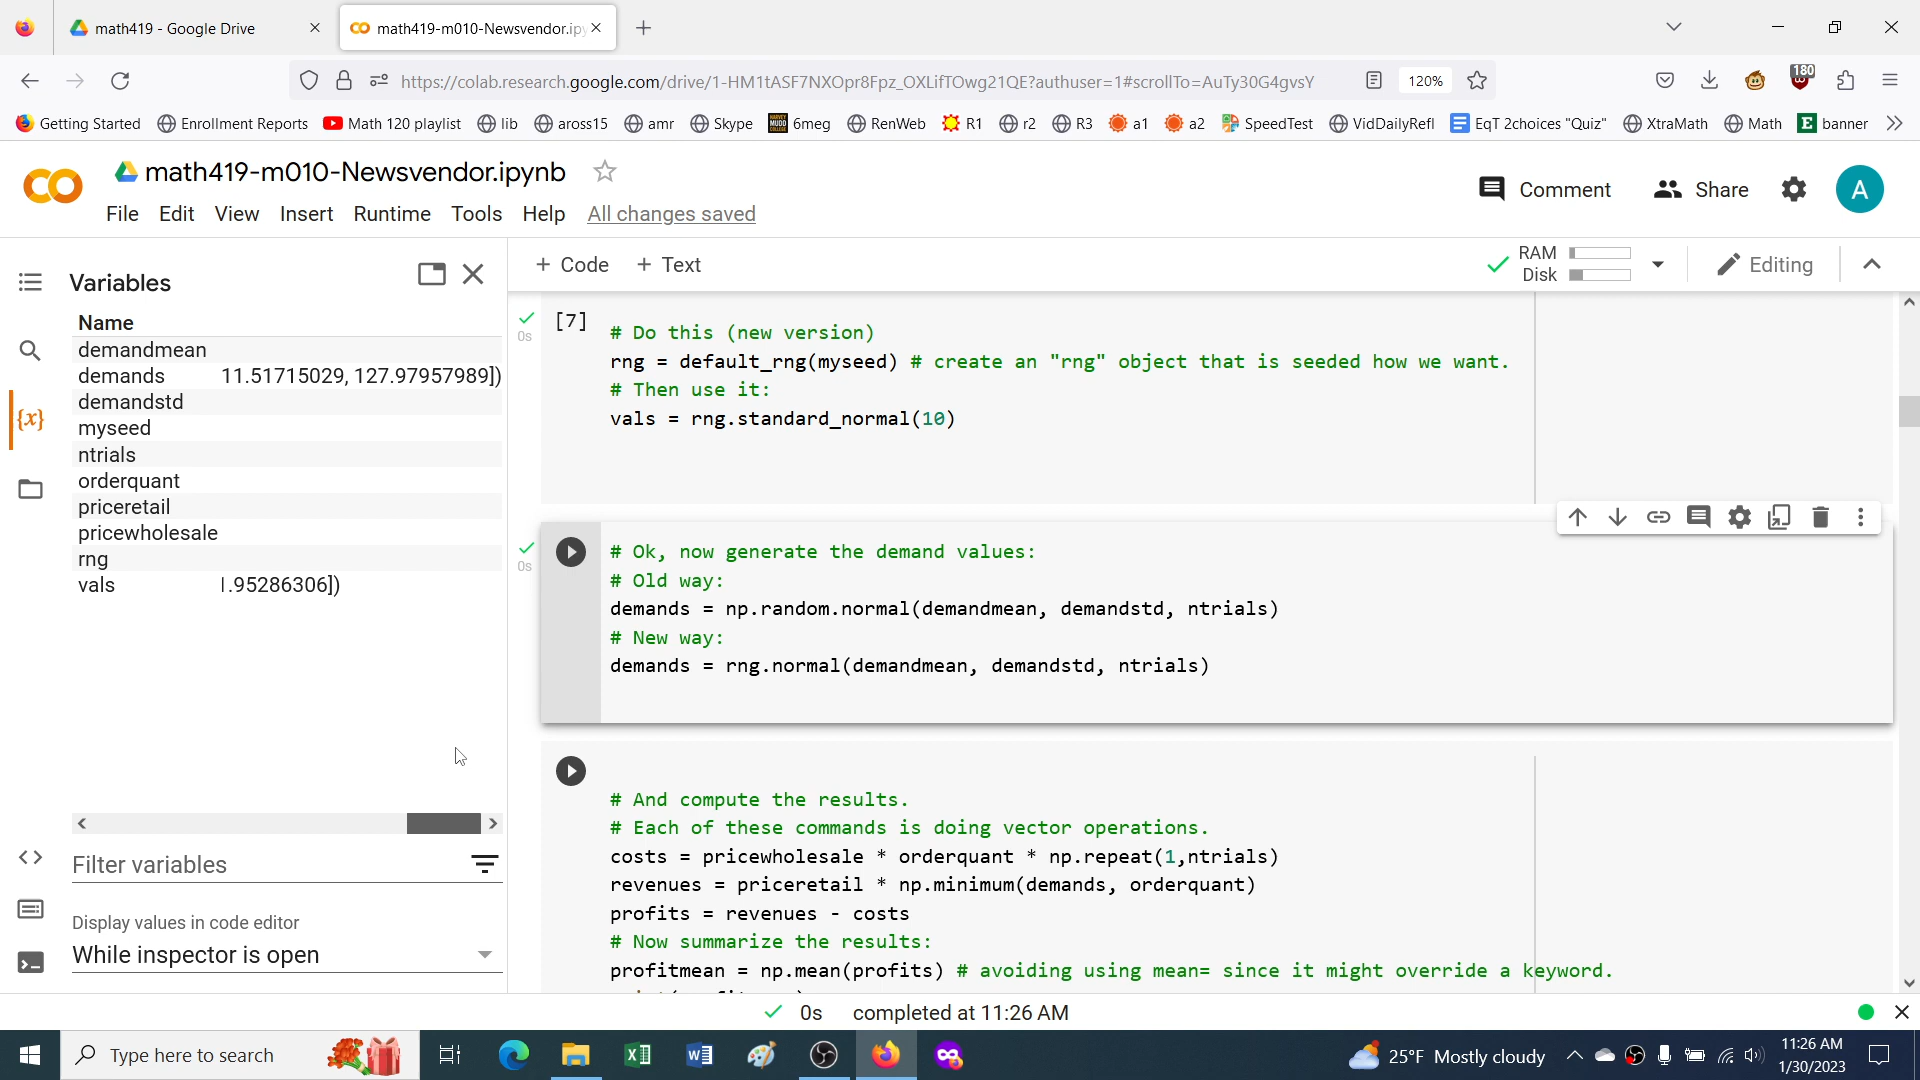 math419 - Google Drive
math419-m010-Newsvendor.ipy
https://colab.research.google.com/drive/1-HM1tASF7NXOpr8Fpz_OXLifTOwg21QE?authuser=1#scrollTo=AuTy30G4gvsY
120%
180
Getting Started
Enrollment Reports
Math 120 playlist
lib
aross15
amr
Skype
HARVEY MUDD COLLEGE
6meg
RenWeb
R1
r2
R3
a1
a2
SpeedTest
VidDailyRefl
EqT 2choices "Quiz"
XtraMath
Math
E banner
math419-m010-Newsvendor.ipynb
Comment
Share
A
File Edit View Insert Runtime Tools Help All changes saved
Variables
+ Code + Text
RAM
Disk
Editing
Name
demandmean
demands 11.51715029, 127.97957989])
demandstd
{x}
myseed
ntrials
orderquant
priceretail
pricewholesale
rng
vals .95286306])
Filter variables
Display values in code editor
While inspector is open
0s
[7]
# Do this (new version)
rng = default_rng(myseed) # create an "rng" object that is seeded how we want.
# Then use it:
vals = rng.standard_normal(10)
0s
# Ok, now generate the demand values:
# Old way:
demands = np.random.normal(demandmean, demandstd, ntrials)
# New way:
demands = rng.normal(demandmean, demandstd, ntrials)
# And compute the results.
# Each of these commands is doing vector operations.
costs = pricewholesale * orderquant * np.repeat(1,ntrials)
revenues = priceretail * np.minimum(demands, orderquant)
profits = revenues - costs
# Now summarize the results:
profitmean = np.mean(profits) # avoiding using mean= since it might override a keyword.
0s completed at 11:26 AM
Type here to search
25°F Mostly cloudy
11:26 AM
1/30/2023